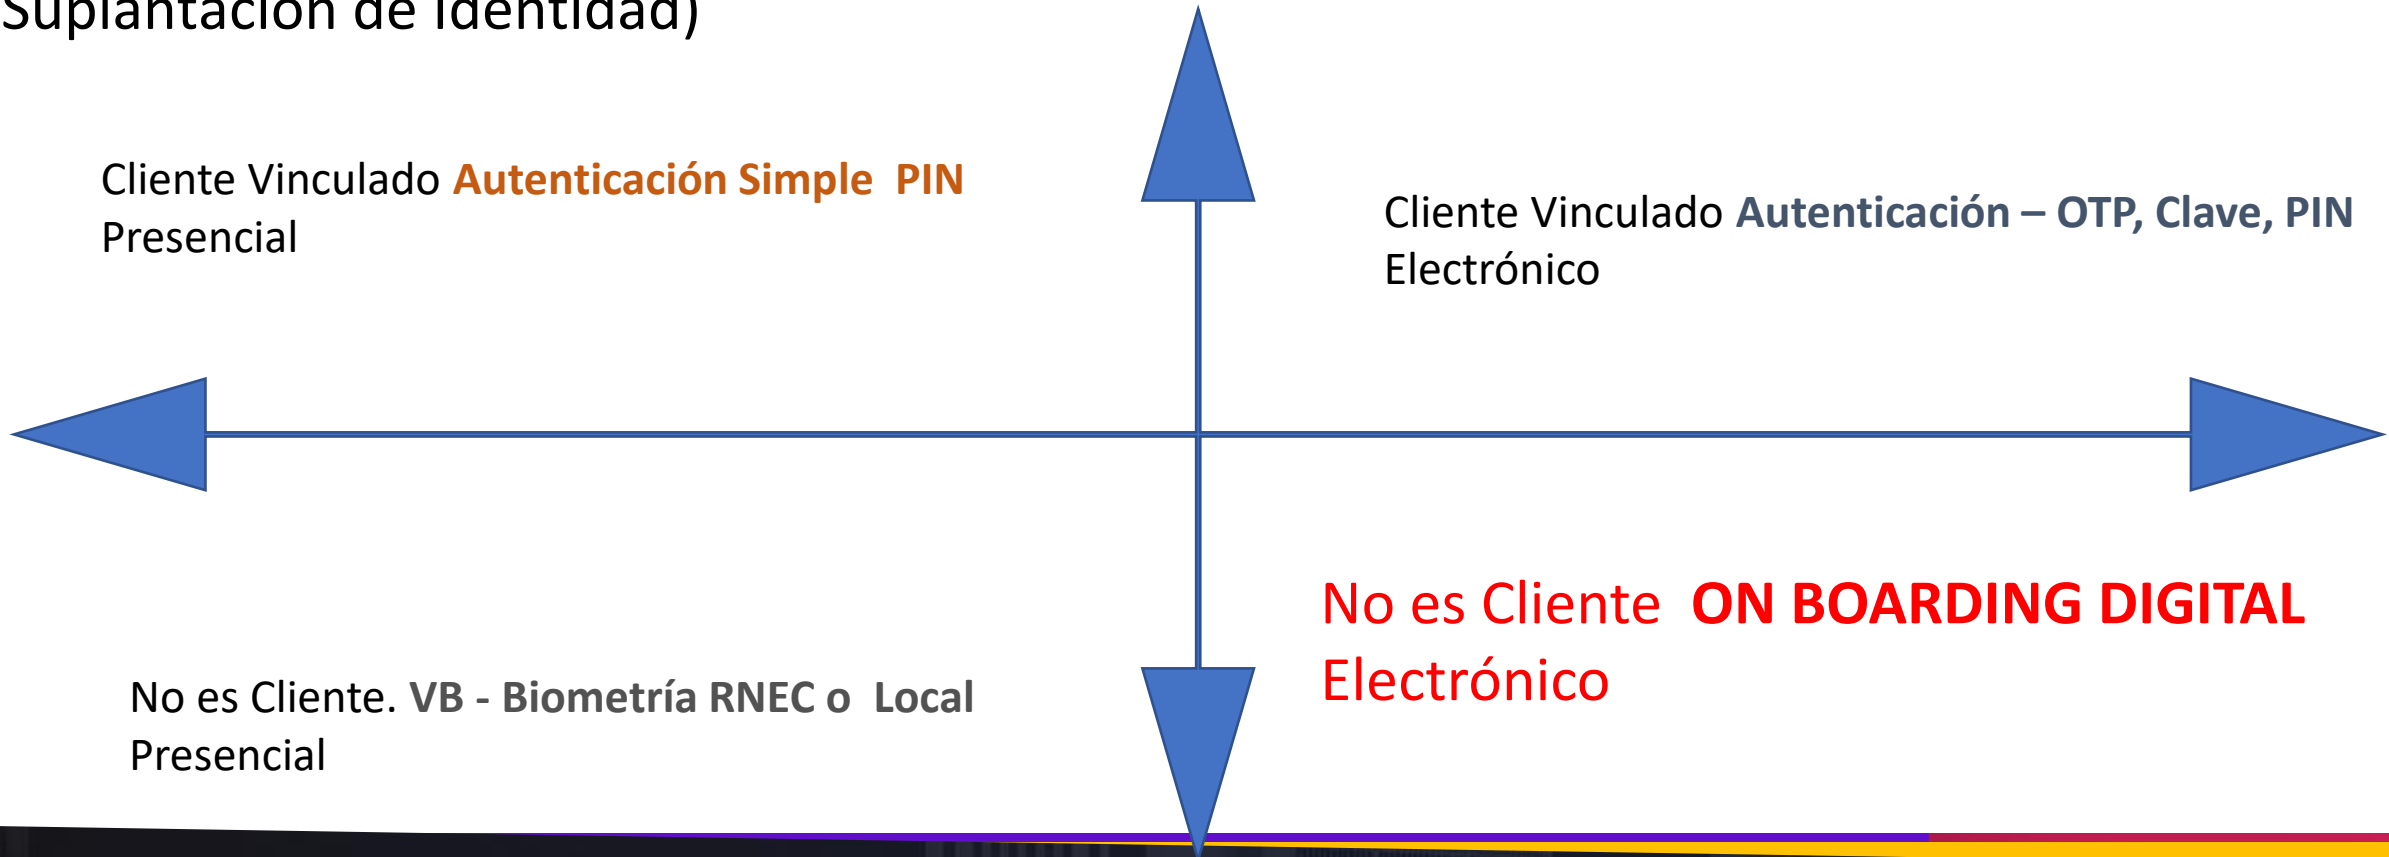 Suplantación de Identidad)
Cliente Vinculado Autenticación Simple  PIN
Presencial
Cliente Vinculado Autenticación – OTP, Clave, PIN
Electrónico
No es Cliente  ON BOARDING DIGITAL
Electrónico
No es Cliente. VB - Biometría RNEC o  Local
Presencial